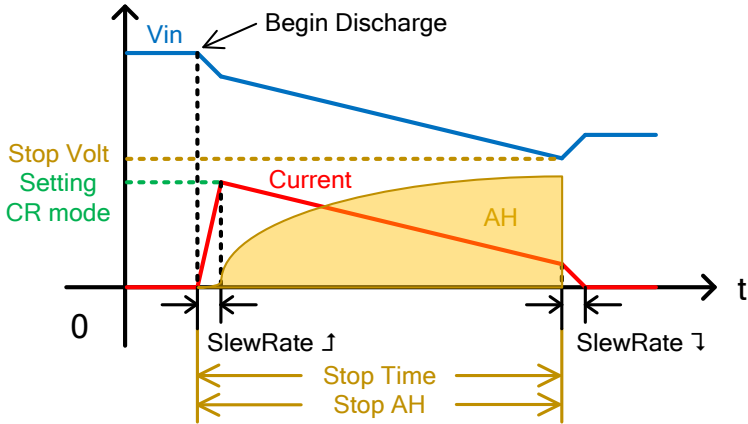 Vin
Begin Discharge
Stop Volt
Setting
CR mode
Current
AH
t
0
SlewRate ↥
SlewRate ↴
Stop Time
Stop AH